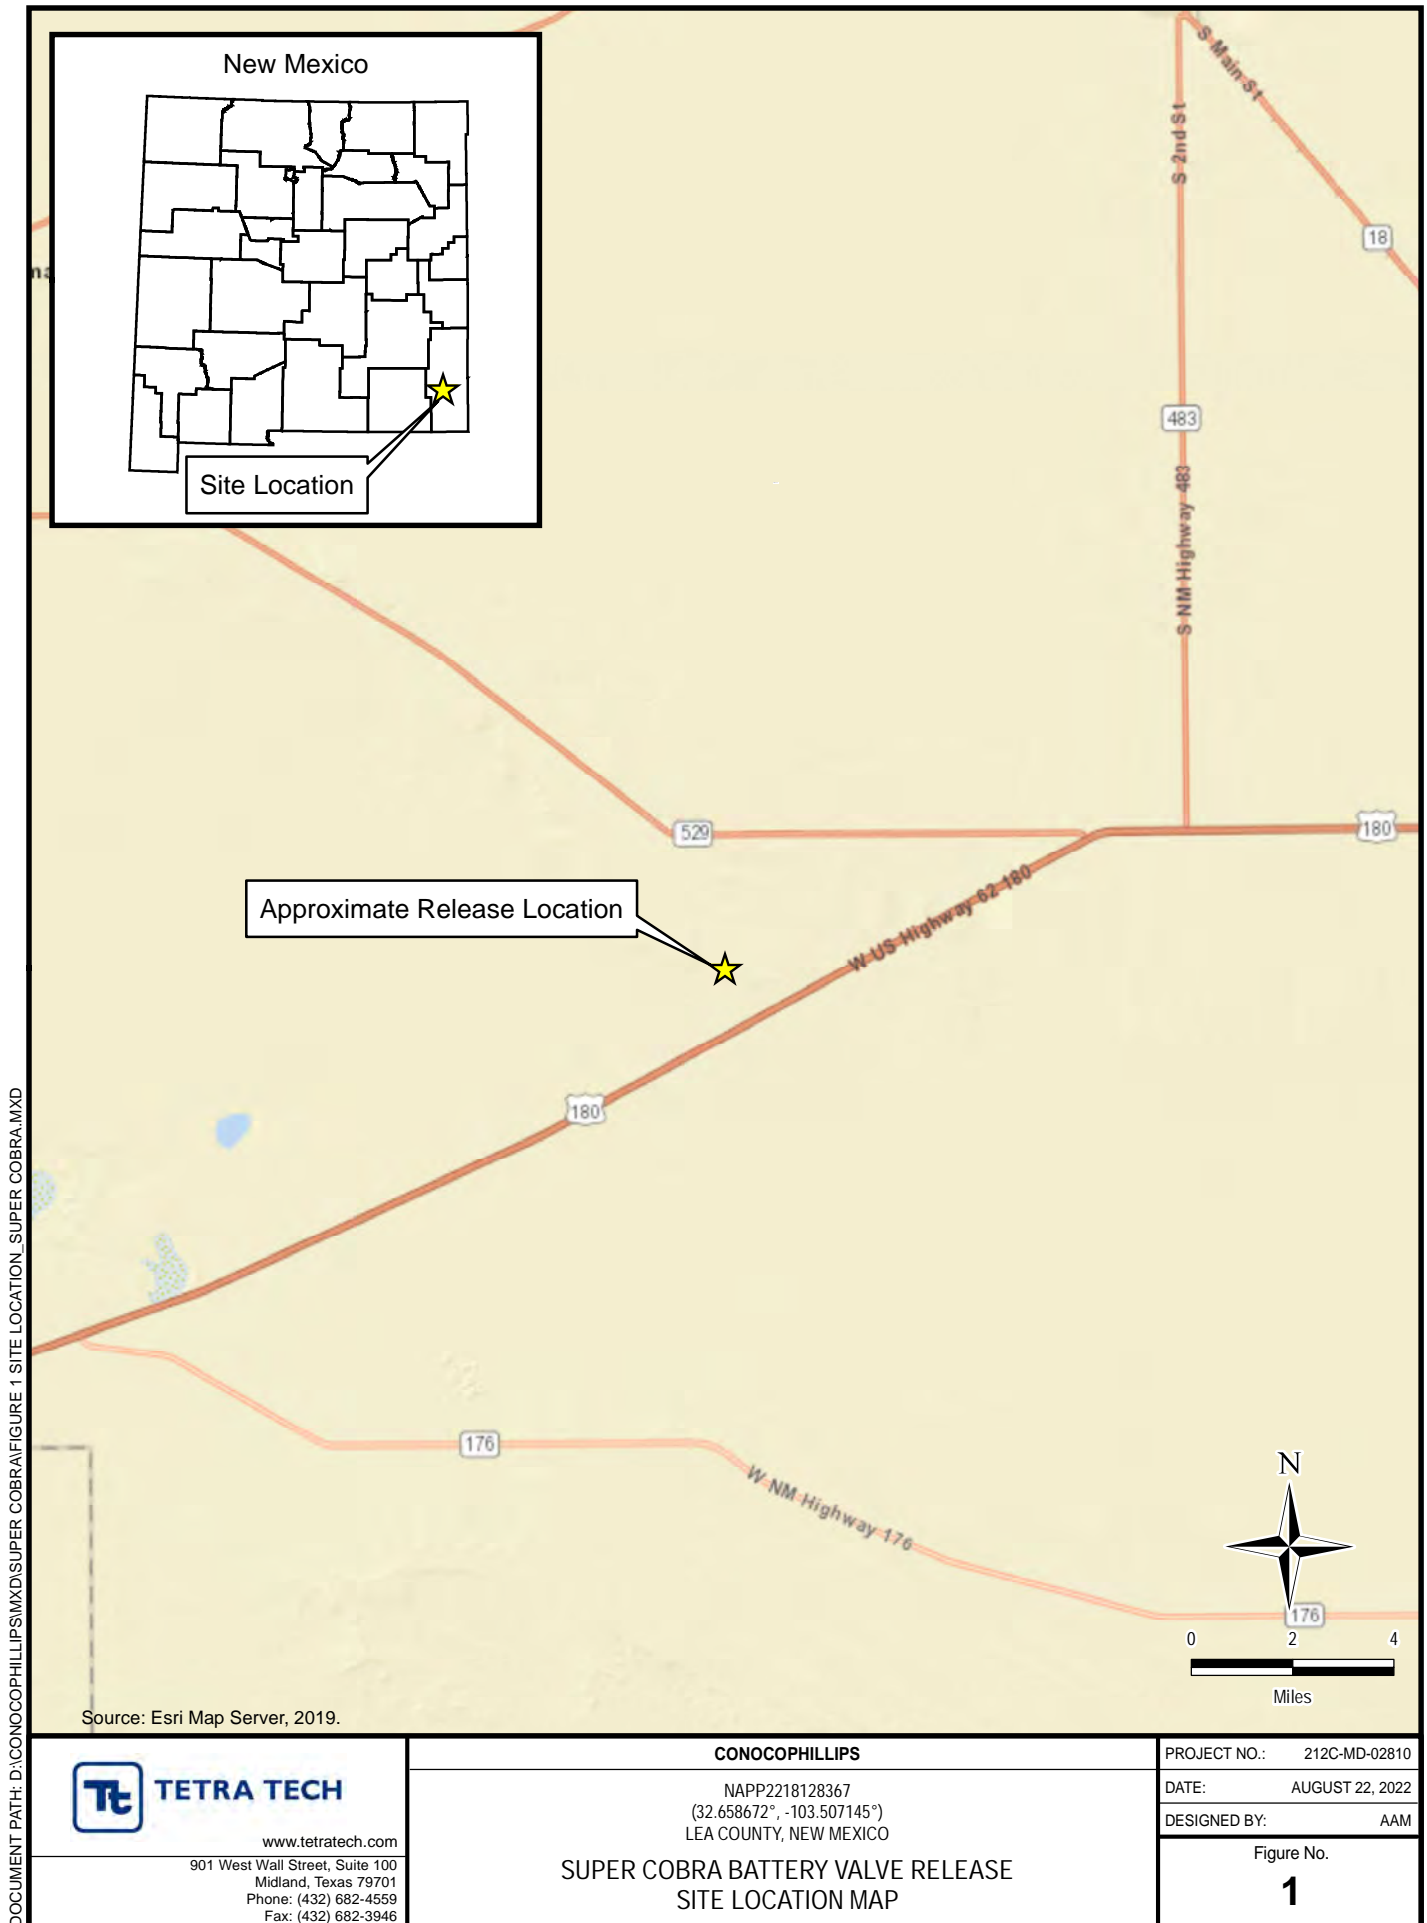 New Mexico
Site Location
S Main St
S 2nd St
18
483
S NM Highway 483
529
180
W US Highway 62 180
Approximate Release Location
180
176
W NM Highway 176
N
176
0 2 4
Miles
Source: Esri Map Server, 2019.
DOCUMENT PATH: D:\CONOCOPHILLIPS\MXD\SUPER COBRA\FIGURE 1 SITE LOCATION_SUPER COBRA.MXD
Tt TETRA TECH
www.tetratech.com
901 West Wall Street, Suite 100
Midland, Texas 79701
Phone: (432) 682-4559
Fax: (432) 682-3946
CONOCOPHILLIPS
NAPP2218128367
(32.658672°, -103.507145°)
LEA COUNTY, NEW MEXICO
SUPER COBRA BATTERY VALVE RELEASE
SITE LOCATION MAP
PROJECT NO.: 212C-MD-02810
DATE: AUGUST 22, 2022
DESIGNED BY: AAM
Figure No.
1